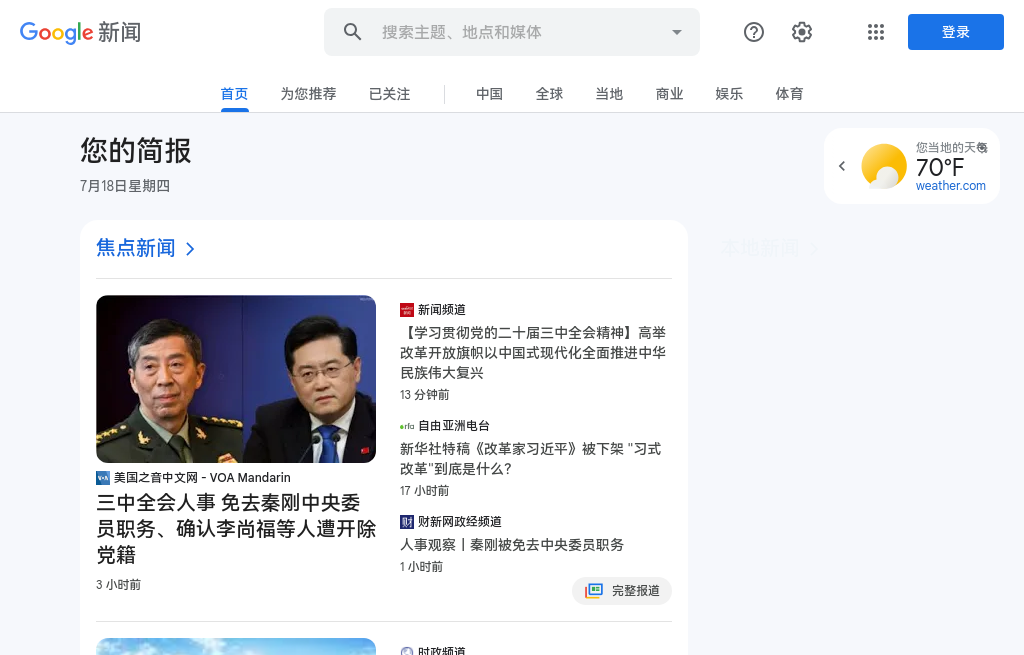 Google 新闻
搜索主题、地点和媒体
登录
首页
为您推荐
已关注
中国
全球
当地
商业
娱乐
体育
您的简报
7月18日星期四
您当地的天气
70°F
weather.com
焦点新闻
本地新闻
美国之音中文网 - VOA Mandarin
三中全会人事 免去秦刚中央委
员职务、确认李尚福等人遭开除
党籍
3 小时前
新闻频道
【学习贯彻党的二十届三中全会精神】高举
改革开放旗帜以中国式现代化全面推进中华
民族伟大复兴
13 分钟前
rfa 自由亚洲电台
新华社特稿《改革家习近平》被下架 "习式
改革"到底是什么?
17 小时前
财新网政经频道
人事观察丨秦刚被免去中央委员职务
1 小时前
完整报道
时政频道